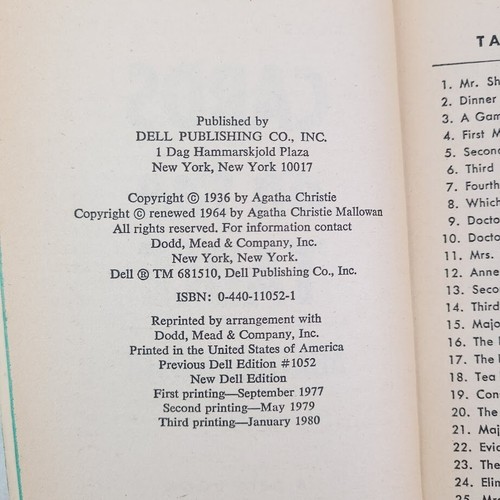 Published by
DELL PUBLISHING CO., INC.
1 Dag Hammarskjold Plaza
New York, New York 10017
Copyright © 1936 by Agatha Christie
Copyright © renewed 1964 by Agatha Christie Mallowan
All rights reserved. For information contact
Dodd, Mead & Company, Inc.
New York, New York.
Dell ® TM 681510, Dell Publishing Co., Inc.
ISBN: 0-440-11052-1
Reprinted by arrangement with
Dodd, Mead & Company, Inc.
Printed in the United States of America
Previous Dell Edition #1052
New Dell Edition
First printing—September 1977
Second printing—May 1979
Third printing—January 1980
TA
1. Mr. Sh
2. Dinner
3. A Gam
4. First M
5. Secon
6. Third
7. Fourth
8. Which
9. Docto
10. Docto
11. Mrs.
12. Anne
13. Seco
14. Third
15. Majo
16. The
17. The
18. Tea
19. Con
20. The
21. Maj
22. Evid
23. The
24. Elim
25. Mrs